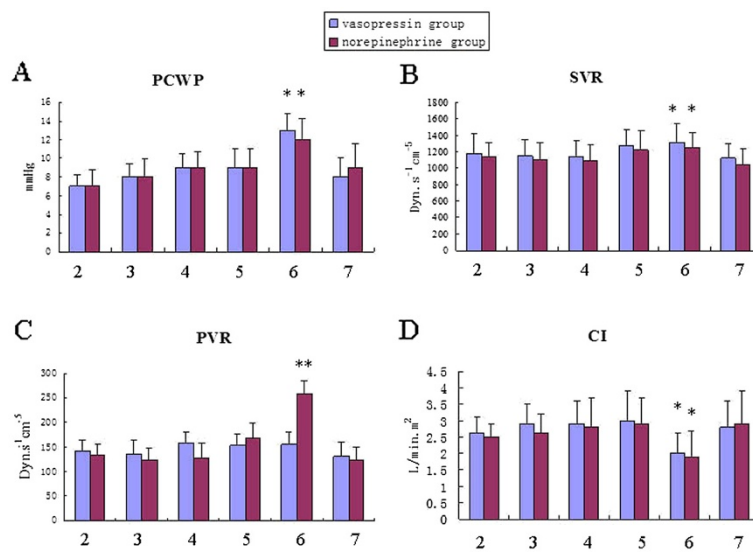 vasopressin group
norepinephrine group
A
PCWP
mmHg
18
16
14
12
10
8
6
4
2
0
* *
2 3 4 5 6 7
B
SVR
Dyn.s⁻¹cm⁻⁵
1800
1600
1400
1200
1000
800
600
400
200
0
* *
2 3 4 5 6 7
C
PVR
Dyn.s⁻¹cm⁻⁵
300
250
200
150
100
50
0
**
2 3 4 5 6 7
D
CI
L/min.m²
4.5
4
3.5
3
2.5
2
1.5
1
0.5
0
* *
2 3 4 5 6 7